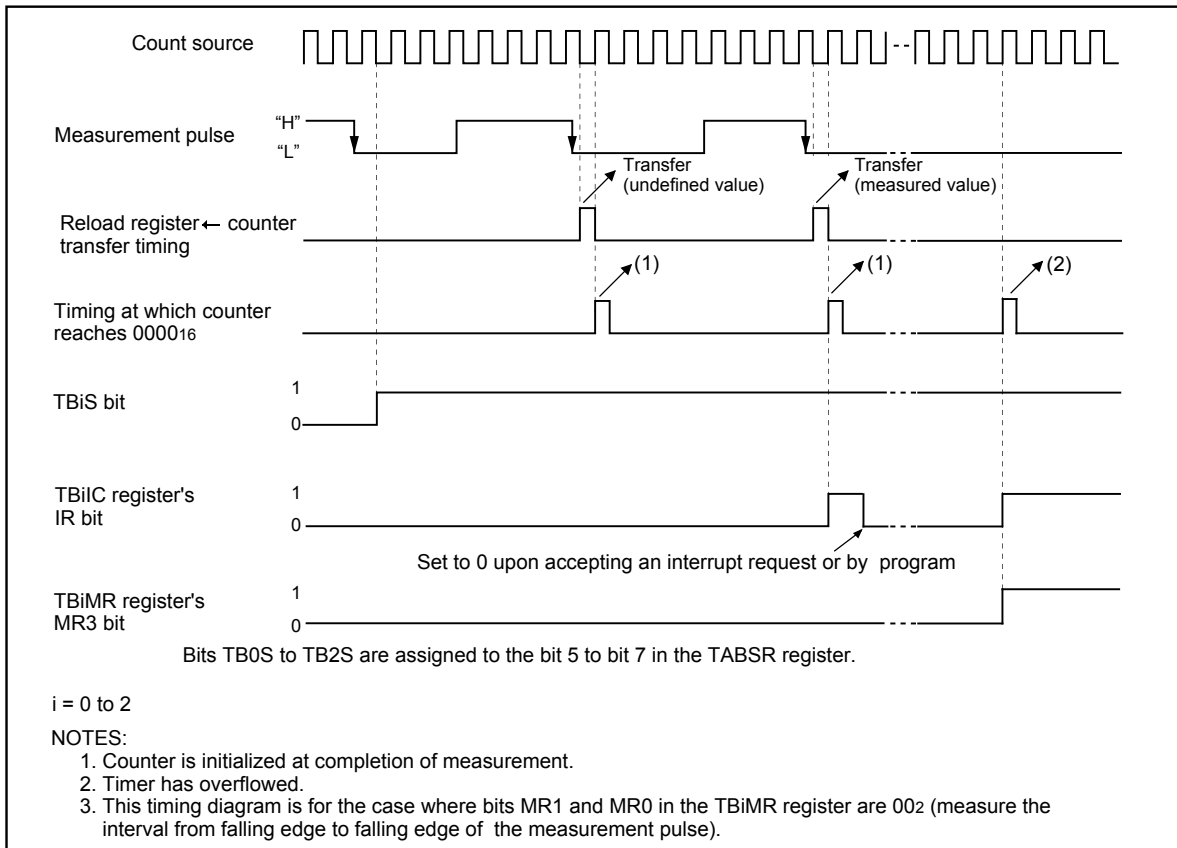 Count source
Measurement pulse
“H”
“L”
Transfer
(undefined value)
Transfer
(measured value)
Reload register ← counter
transfer timing
(1)
(1)
(2)
Timing at which counter
reaches 000016
TBiS bit
1
0
TBiIC register's
IR bit
1
0
Set to 0 upon accepting an interrupt request or by program
TBiMR register's
MR3 bit
1
0
Bits TB0S to TB2S are assigned to the bit 5 to bit 7 in the TABSR register.
i = 0 to 2
NOTES:
1. Counter is initialized at completion of measurement.
2. Timer has overflowed.
3. This timing diagram is for the case where bits MR1 and MR0 in the TBiMR register are 002 (measure the
interval from falling edge to falling edge of the measurement pulse).